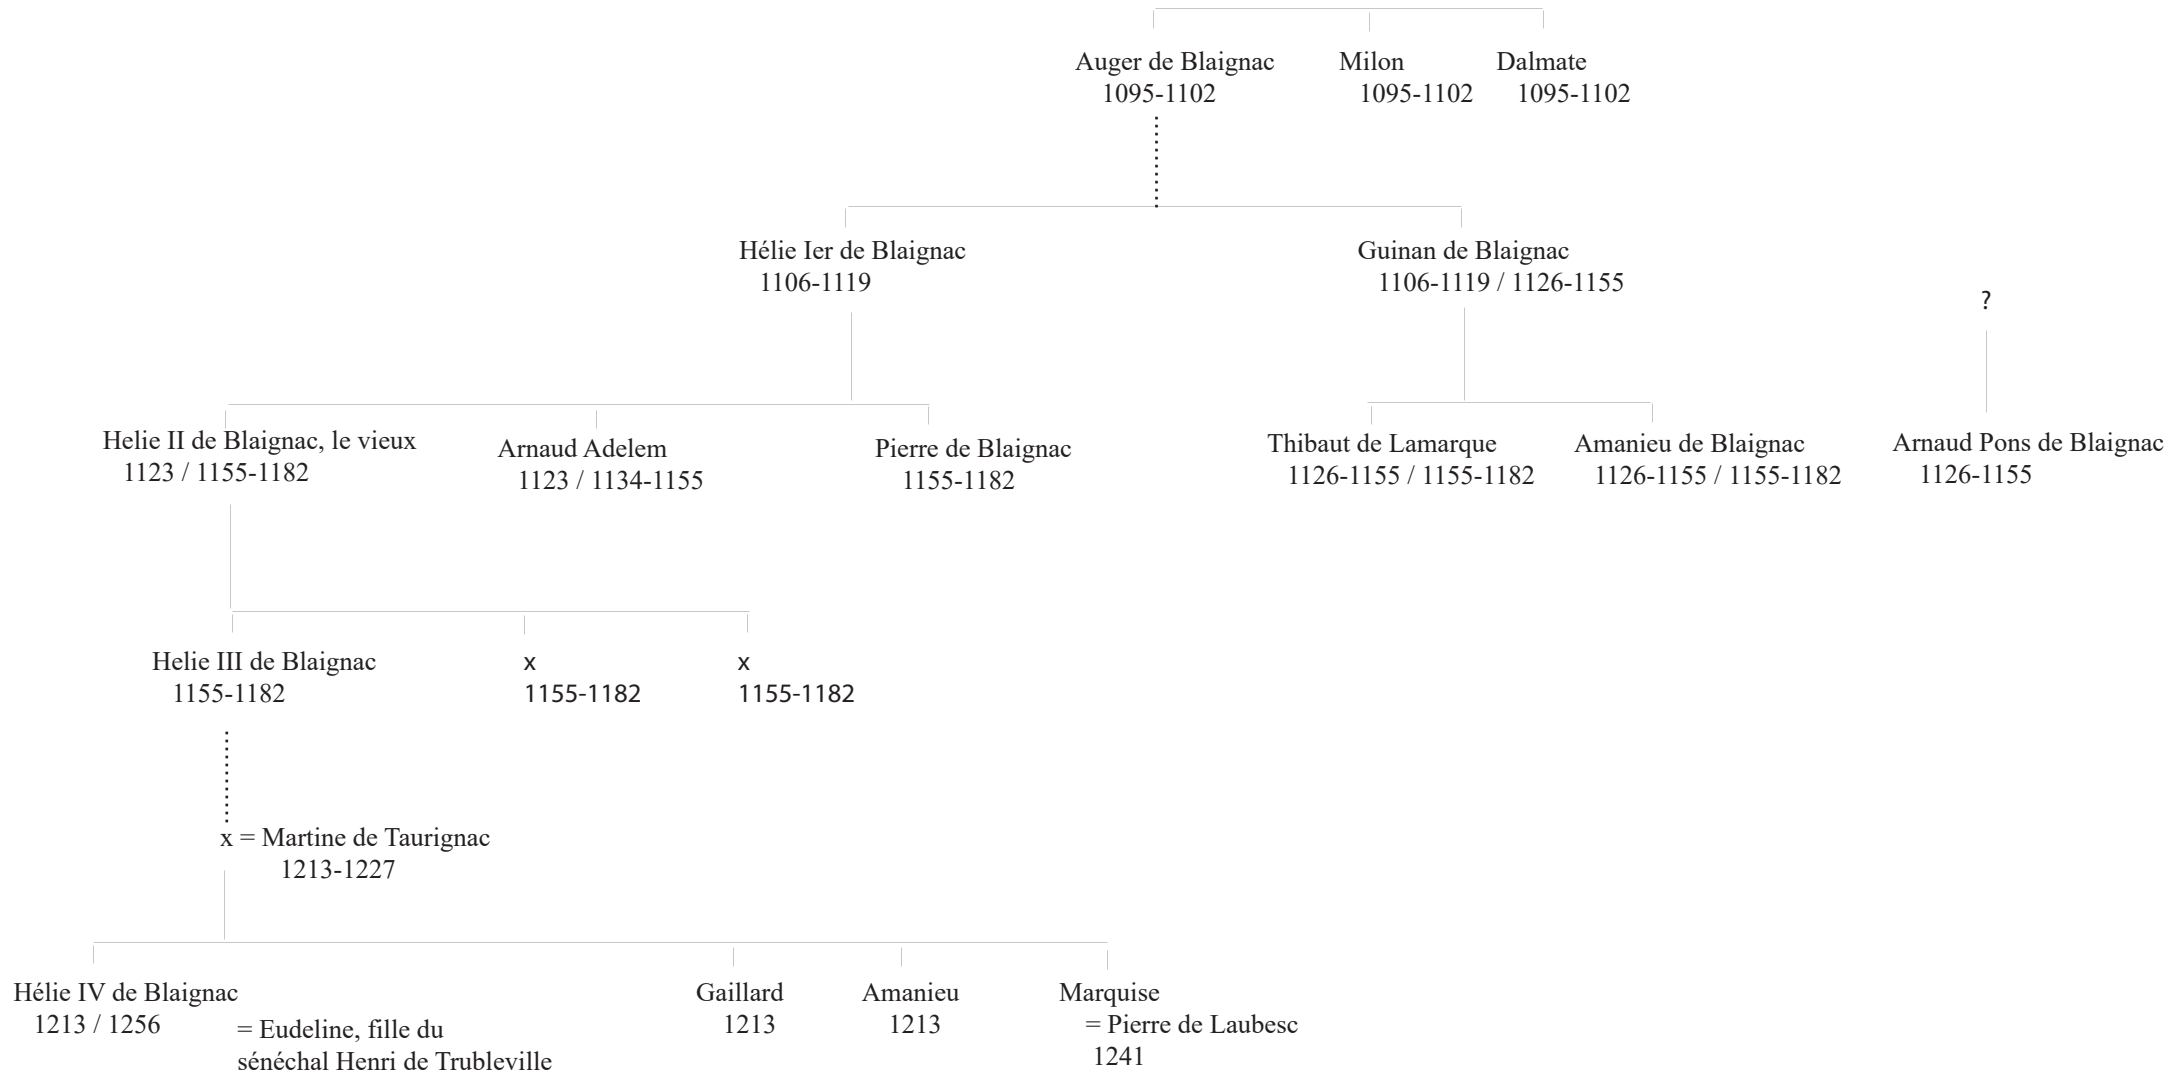 Auger de Blaignac
1095-1102
Milon
1095-1102
Dalmate
1095-1102
Hélie Ier de Blaignac
1106-1119
Guinan de Blaignac
1106-1119 / 1126-1155
?
Helie II de Blaignac, le vieux
1123 / 1155-1182
Arnaud Adelem
1123 / 1134-1155
Pierre de Blaignac
1155-1182
Thibaut de Lamarque
1126-1155 / 1155-1182
Amanieu de Blaignac
1126-1155 / 1155-1182
Arnaud Pons de Blaignac
1126-1155
Helie III de Blaignac
1155-1182
x
1155-1182
x
1155-1182
x = Martine de Taurignac
1213-1227
Hélie IV de Blaignac
1213 / 1256
= Eudeline, fille du
sénéchal Henri de Trubleville
Gaillard
1213
Amanieu
1213
Marquise
= Pierre de Laubesc
1241